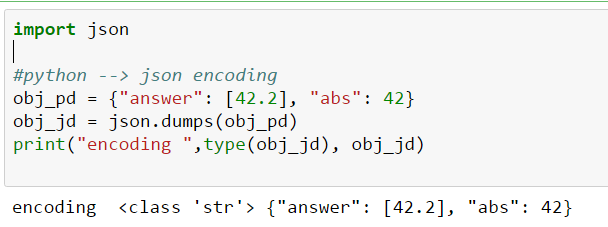 import json
#python --> json encoding
obj_pd = {"answer": [42.2], "abs": 42}
obj_jd = json.dumps(obj_pd)
print("encoding ",type(obj_jd), obj_jd)
encoding  <class 'str'> {"answer": [42.2], "abs": 42}